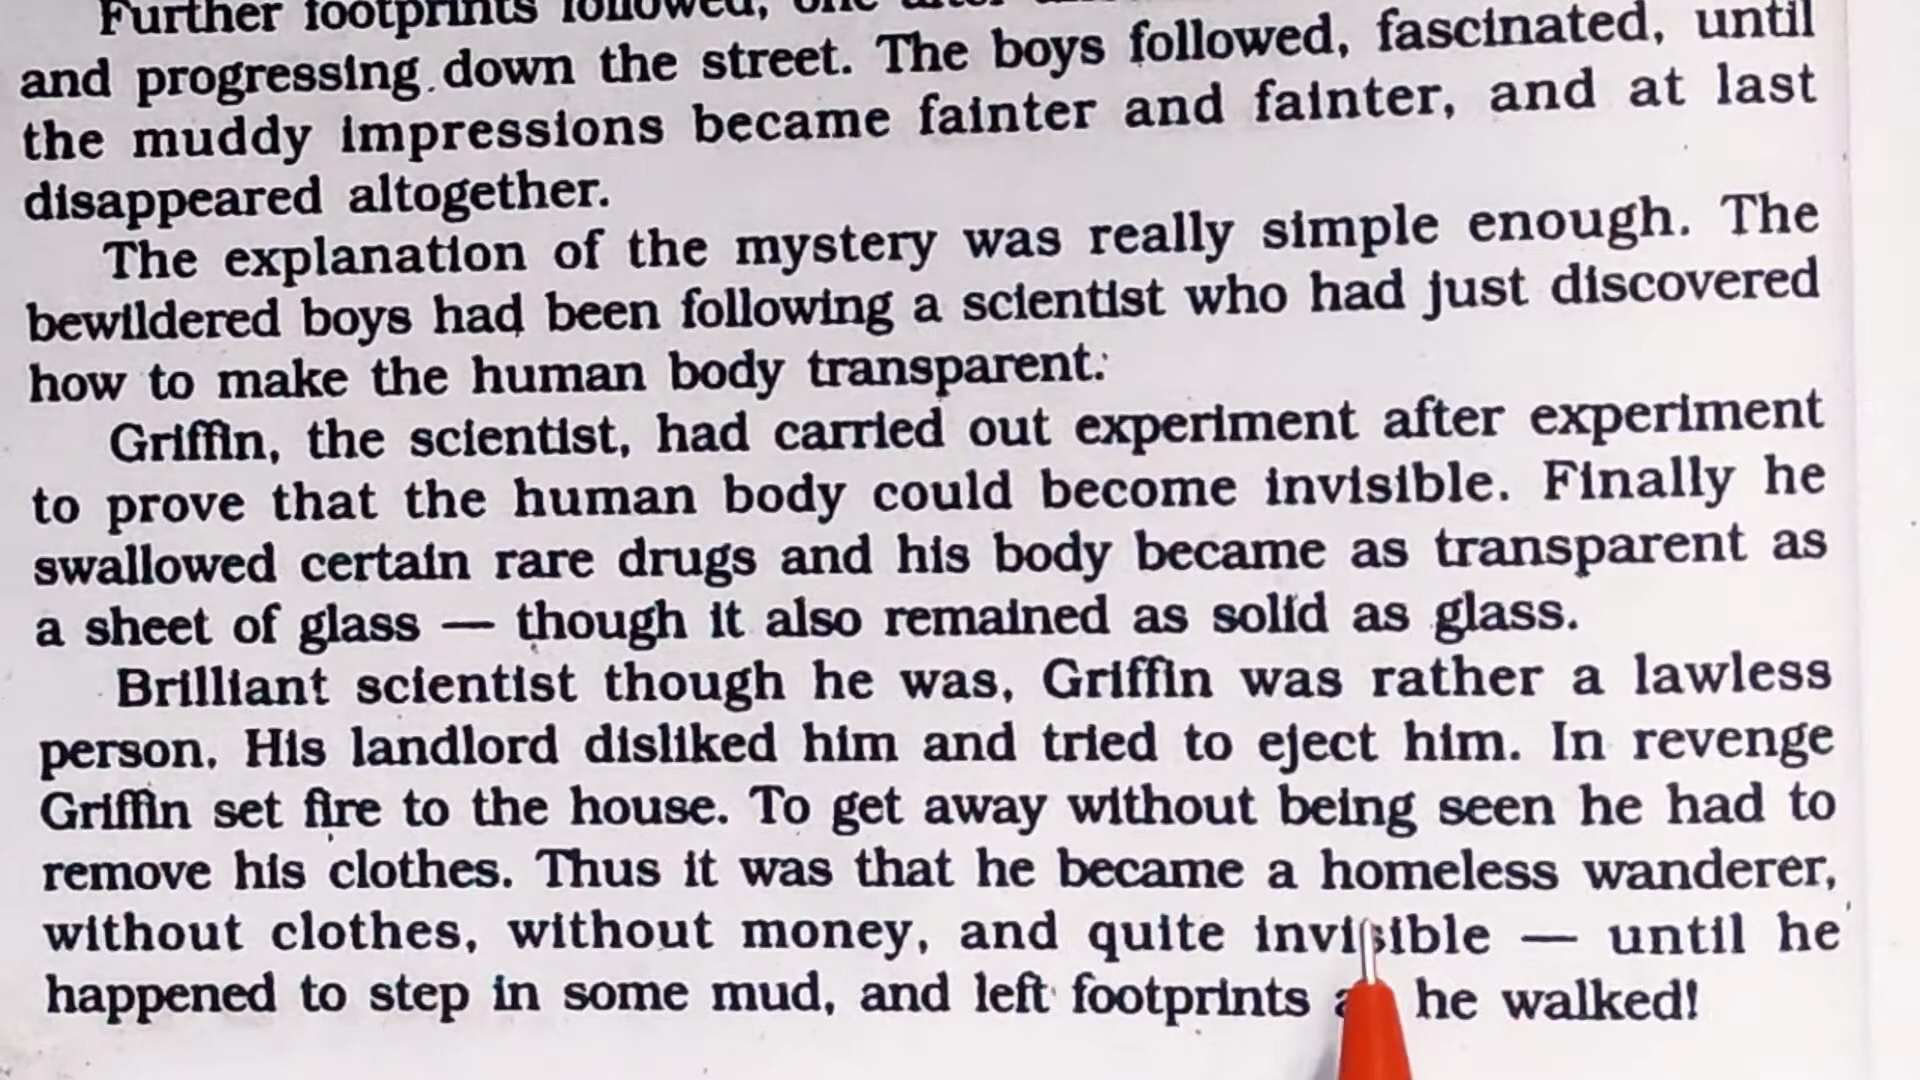 Further footprints followed, one after
and progressing down the street. The boys followed, fascinated, until
the muddy impressions became fainter and fainter, and at last
disappeared altogether.
The explanation of the mystery was really simple enough. The
bewildered boys had been following a scientist who had just discovered
how to make the human body transparent.
Griffin, the scientist, had carried out experiment after experiment
to prove that the human body could become invisible. Finally he
swallowed certain rare drugs and his body became as transparent as
a sheet of glass — though it also remained as solid as glass.
Brilliant scientist though he was, Griffin was rather a lawless
person. His landlord disliked him and tried to eject him. In revenge
Griffin set fire to the house. To get away without being seen he had to
remove his clothes. Thus it was that he became a homeless wanderer,
without clothes, without money, and quite invisible — until he
happened to step in some mud, and left footprints he walked!